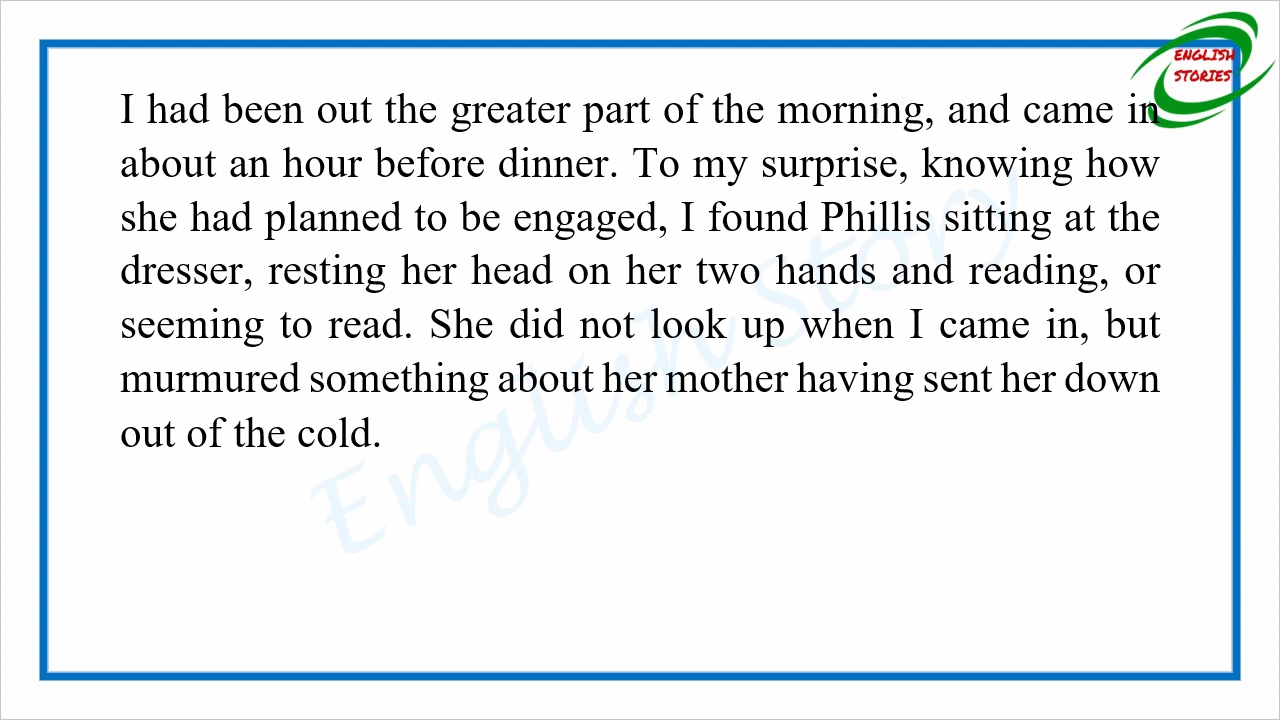 ENGLISH
STORIES
I had been out the greater part of the morning, and came in
about an hour before dinner. To my surprise, knowing how
she had planned to be engaged, I found Phillis sitting at the
dresser, resting her head on her two hands and reading, or
seeming to read. She did not look up when I came in, but
murmured something about her mother having sent her down
out of the cold.
English Story